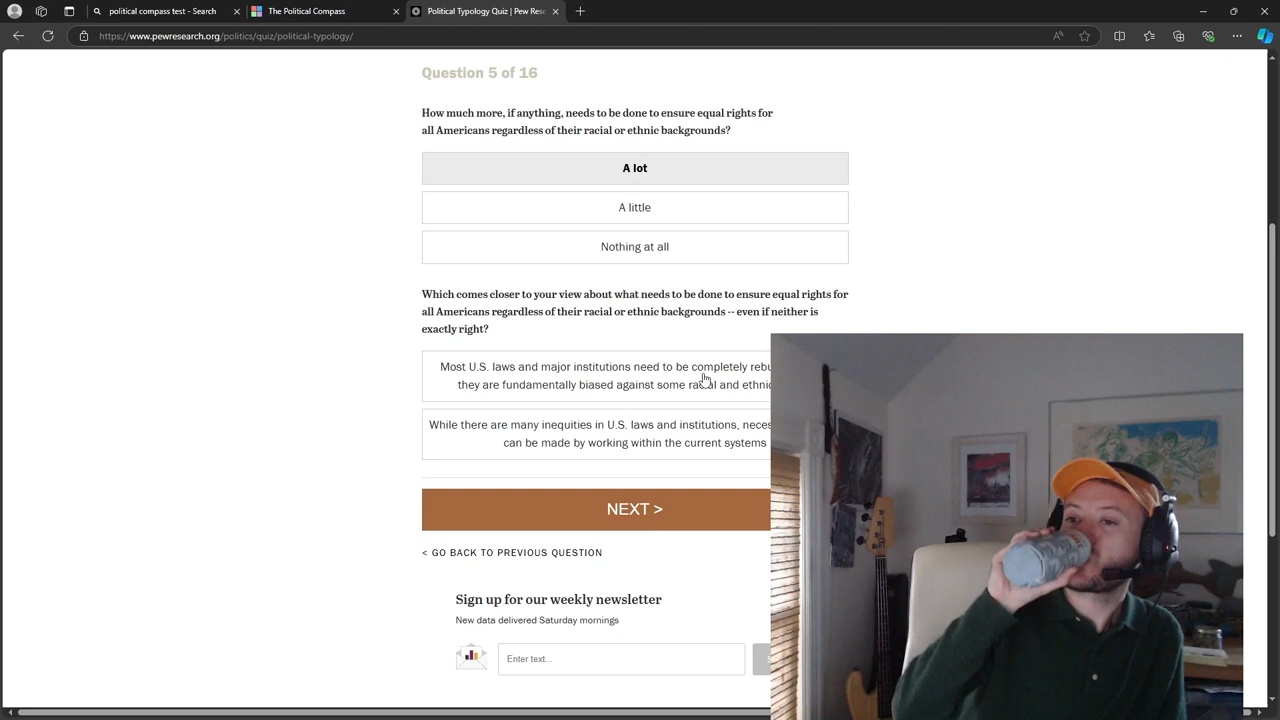 political compass test - Search
The Political Compass
Political Typology Quiz | Pew Res
https://www.pewresearch.org/politics/quiz/political-typology/
Question 5 of 16
How much more, if anything, needs to be done to ensure equal rights for
all Americans regardless of their racial or ethnic backgrounds?
A lot
A little
Nothing at all
Which comes closer to your view about what needs to be done to ensure equal rights for
all Americans regardless of their racial or ethnic backgrounds -- even if neither is
exactly right?
Most U.S. laws and major institutions need to be completely rebu
they are fundamentally biased against some racial and ethnic
While there are many inequities in U.S. laws and institutions, neces
can be made by working within the current systems
NEXT >
< GO BACK TO PREVIOUS QUESTION
Sign up for our weekly newsletter
New data delivered Saturday mornings
Enter text...